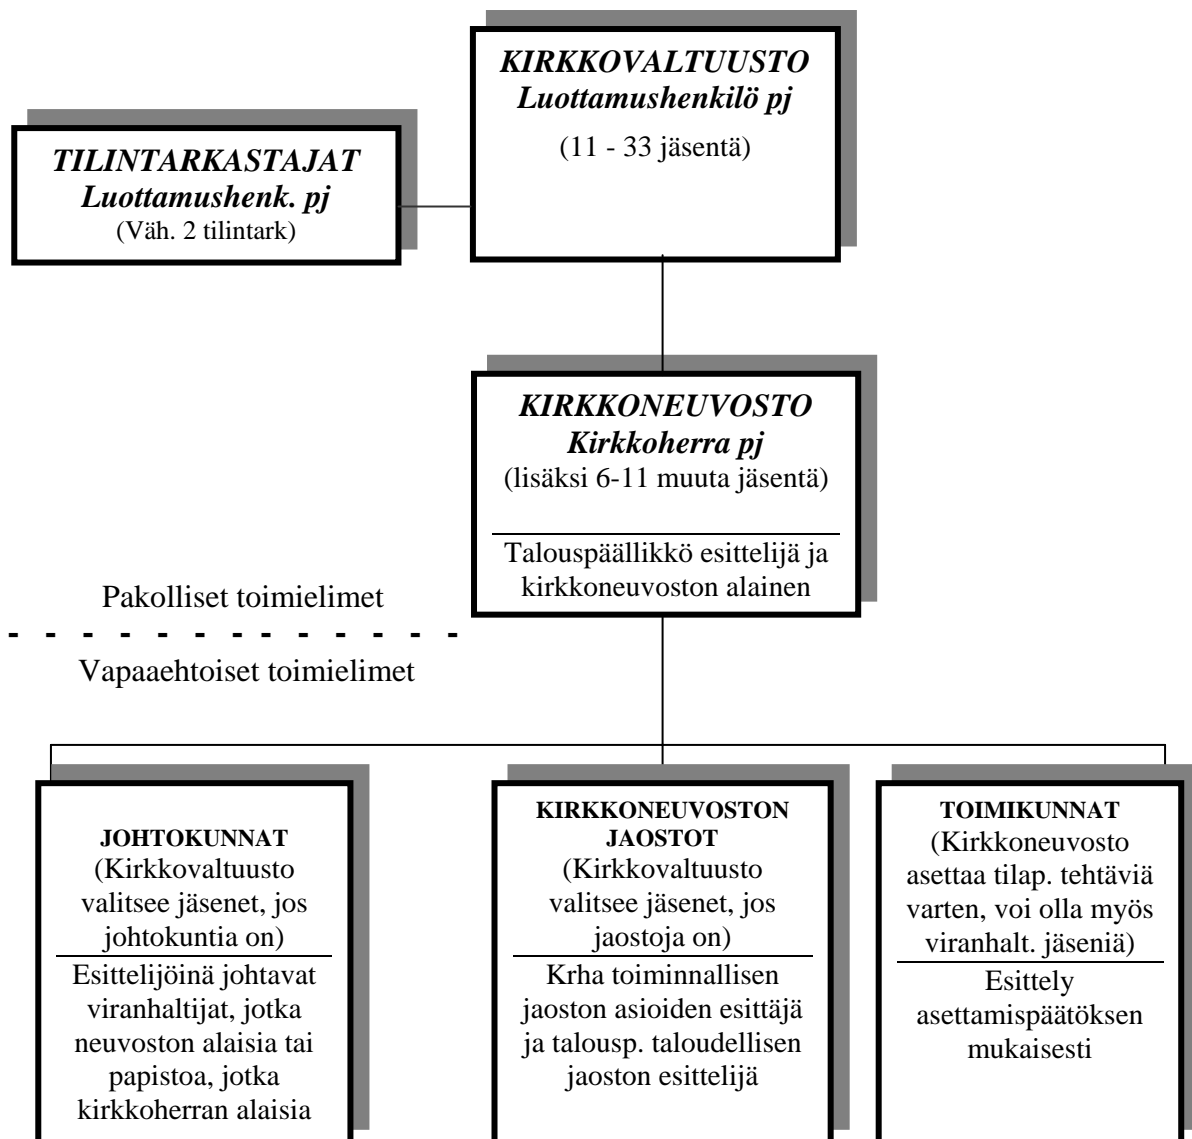 KIRKKOVALTUUSTO
Luottamushenkilö pj
(11 - 33 jäsentä)
TILINTARKASTAJAT
Luottamushenk. pj
(Väh. 2 tilintark)
KIRKKONEUVOSTO
Kirkkoherra pj
(lisäksi 6-11 muuta jäsentä)
Talouspäällikkö esittelijä ja
kirkkoneuvoston alainen
Pakolliset toimielimet
Vapaaehtoiset toimielimet
JOHTOKUNNAT
(Kirkkovaltuusto
valitsee jäsenet, jos
johtokuntia on)
Esittelijöinä johtavat
viranhaltijat, jotka
neuvoston alaisia tai
papistoa, jotka
kirkkoherran alaisia
KIRKKONEUVOSTON
JAOSTOT
(Kirkkovaltuusto
valitsee jäsenet, jos
jaostoja on)
Krha toiminnallisen
jaoston asioiden esittäjä
ja talousp. taloudellisen
jaoston esittelijä
TOIMIKUNNAT
(Kirkkoneuvosto
asettaa tilap. tehtäviä
varten, voi olla myös
viranhalt. jäseniä)
Esittely
asettamispäätöksen
mukaisesti